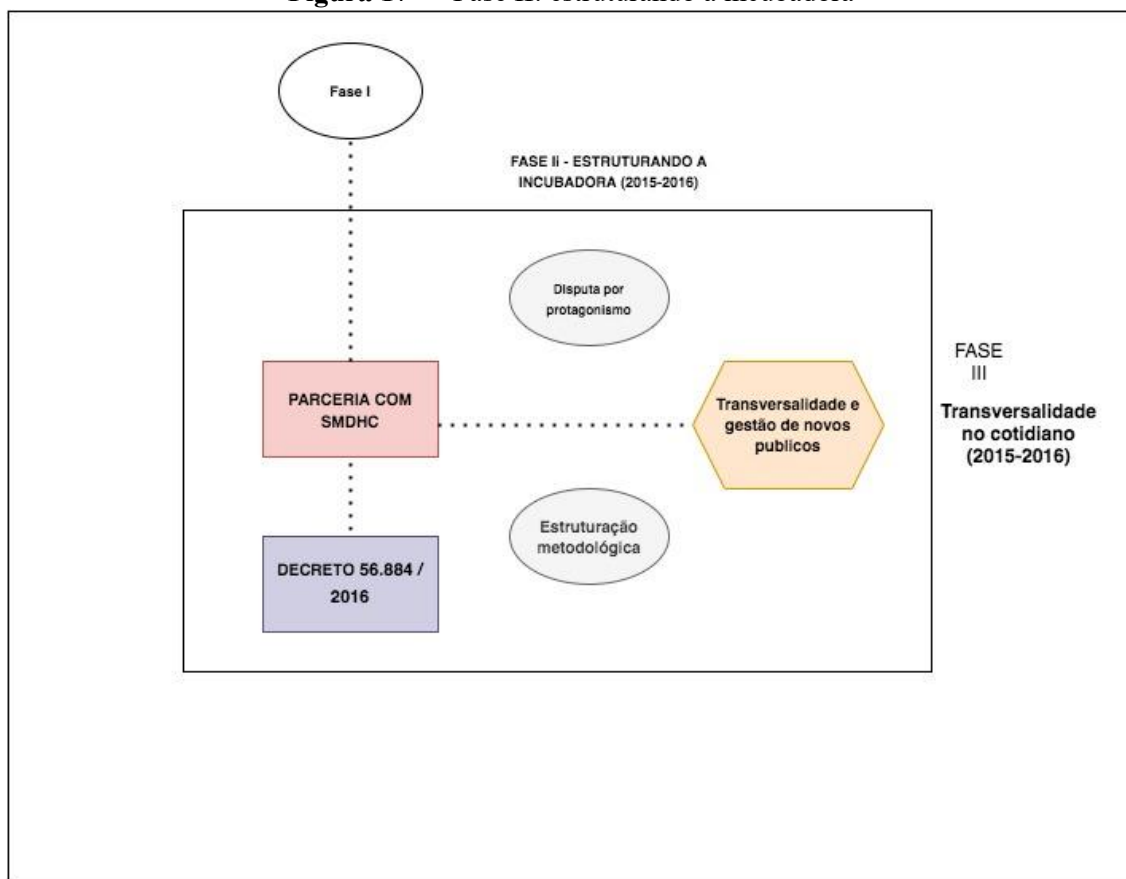 Fase I
FASE Ii - ESTRUTURANDO A
INCUBADORA (2015-2016)
Disputa por
protagonismo
PARCERIA COM
SMDHC
Transversalidade e
gestão de novos
publicos
FASE
III
Transversalidade
no cotidiano
(2015-2016)
Estruturação
metodológica
DECRETO 56.884 /
2016